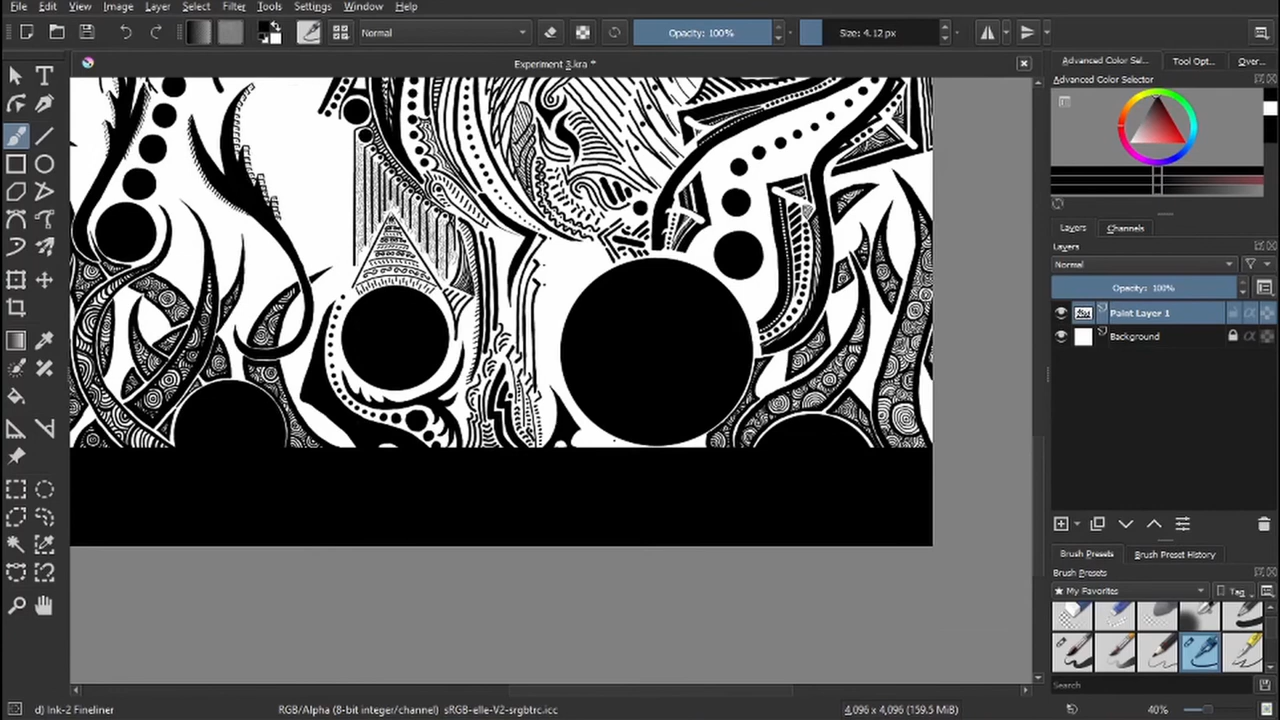 File Edit View Image Layer Select Filter Tools Settings Window Help
Normal Opacity: 100% Size: 4.12 px
Experiment 3.kra *
Advanced Color Sel... Tool Opt... Over...
Advanced Color Selector
Layers Channels
Layers
Normal
Opacity: 100%
Paint Layer 1
Background
Brush Presets Brush Preset History
Brush Presets
My Favorites Tag
Search
d) Ink-2 Fineliner RGB/Alpha (8-bit integer/channel) sRGB-elle-V2-srgbtrc.icc 4,096 x 4,096 (159.5 MiB) 40%